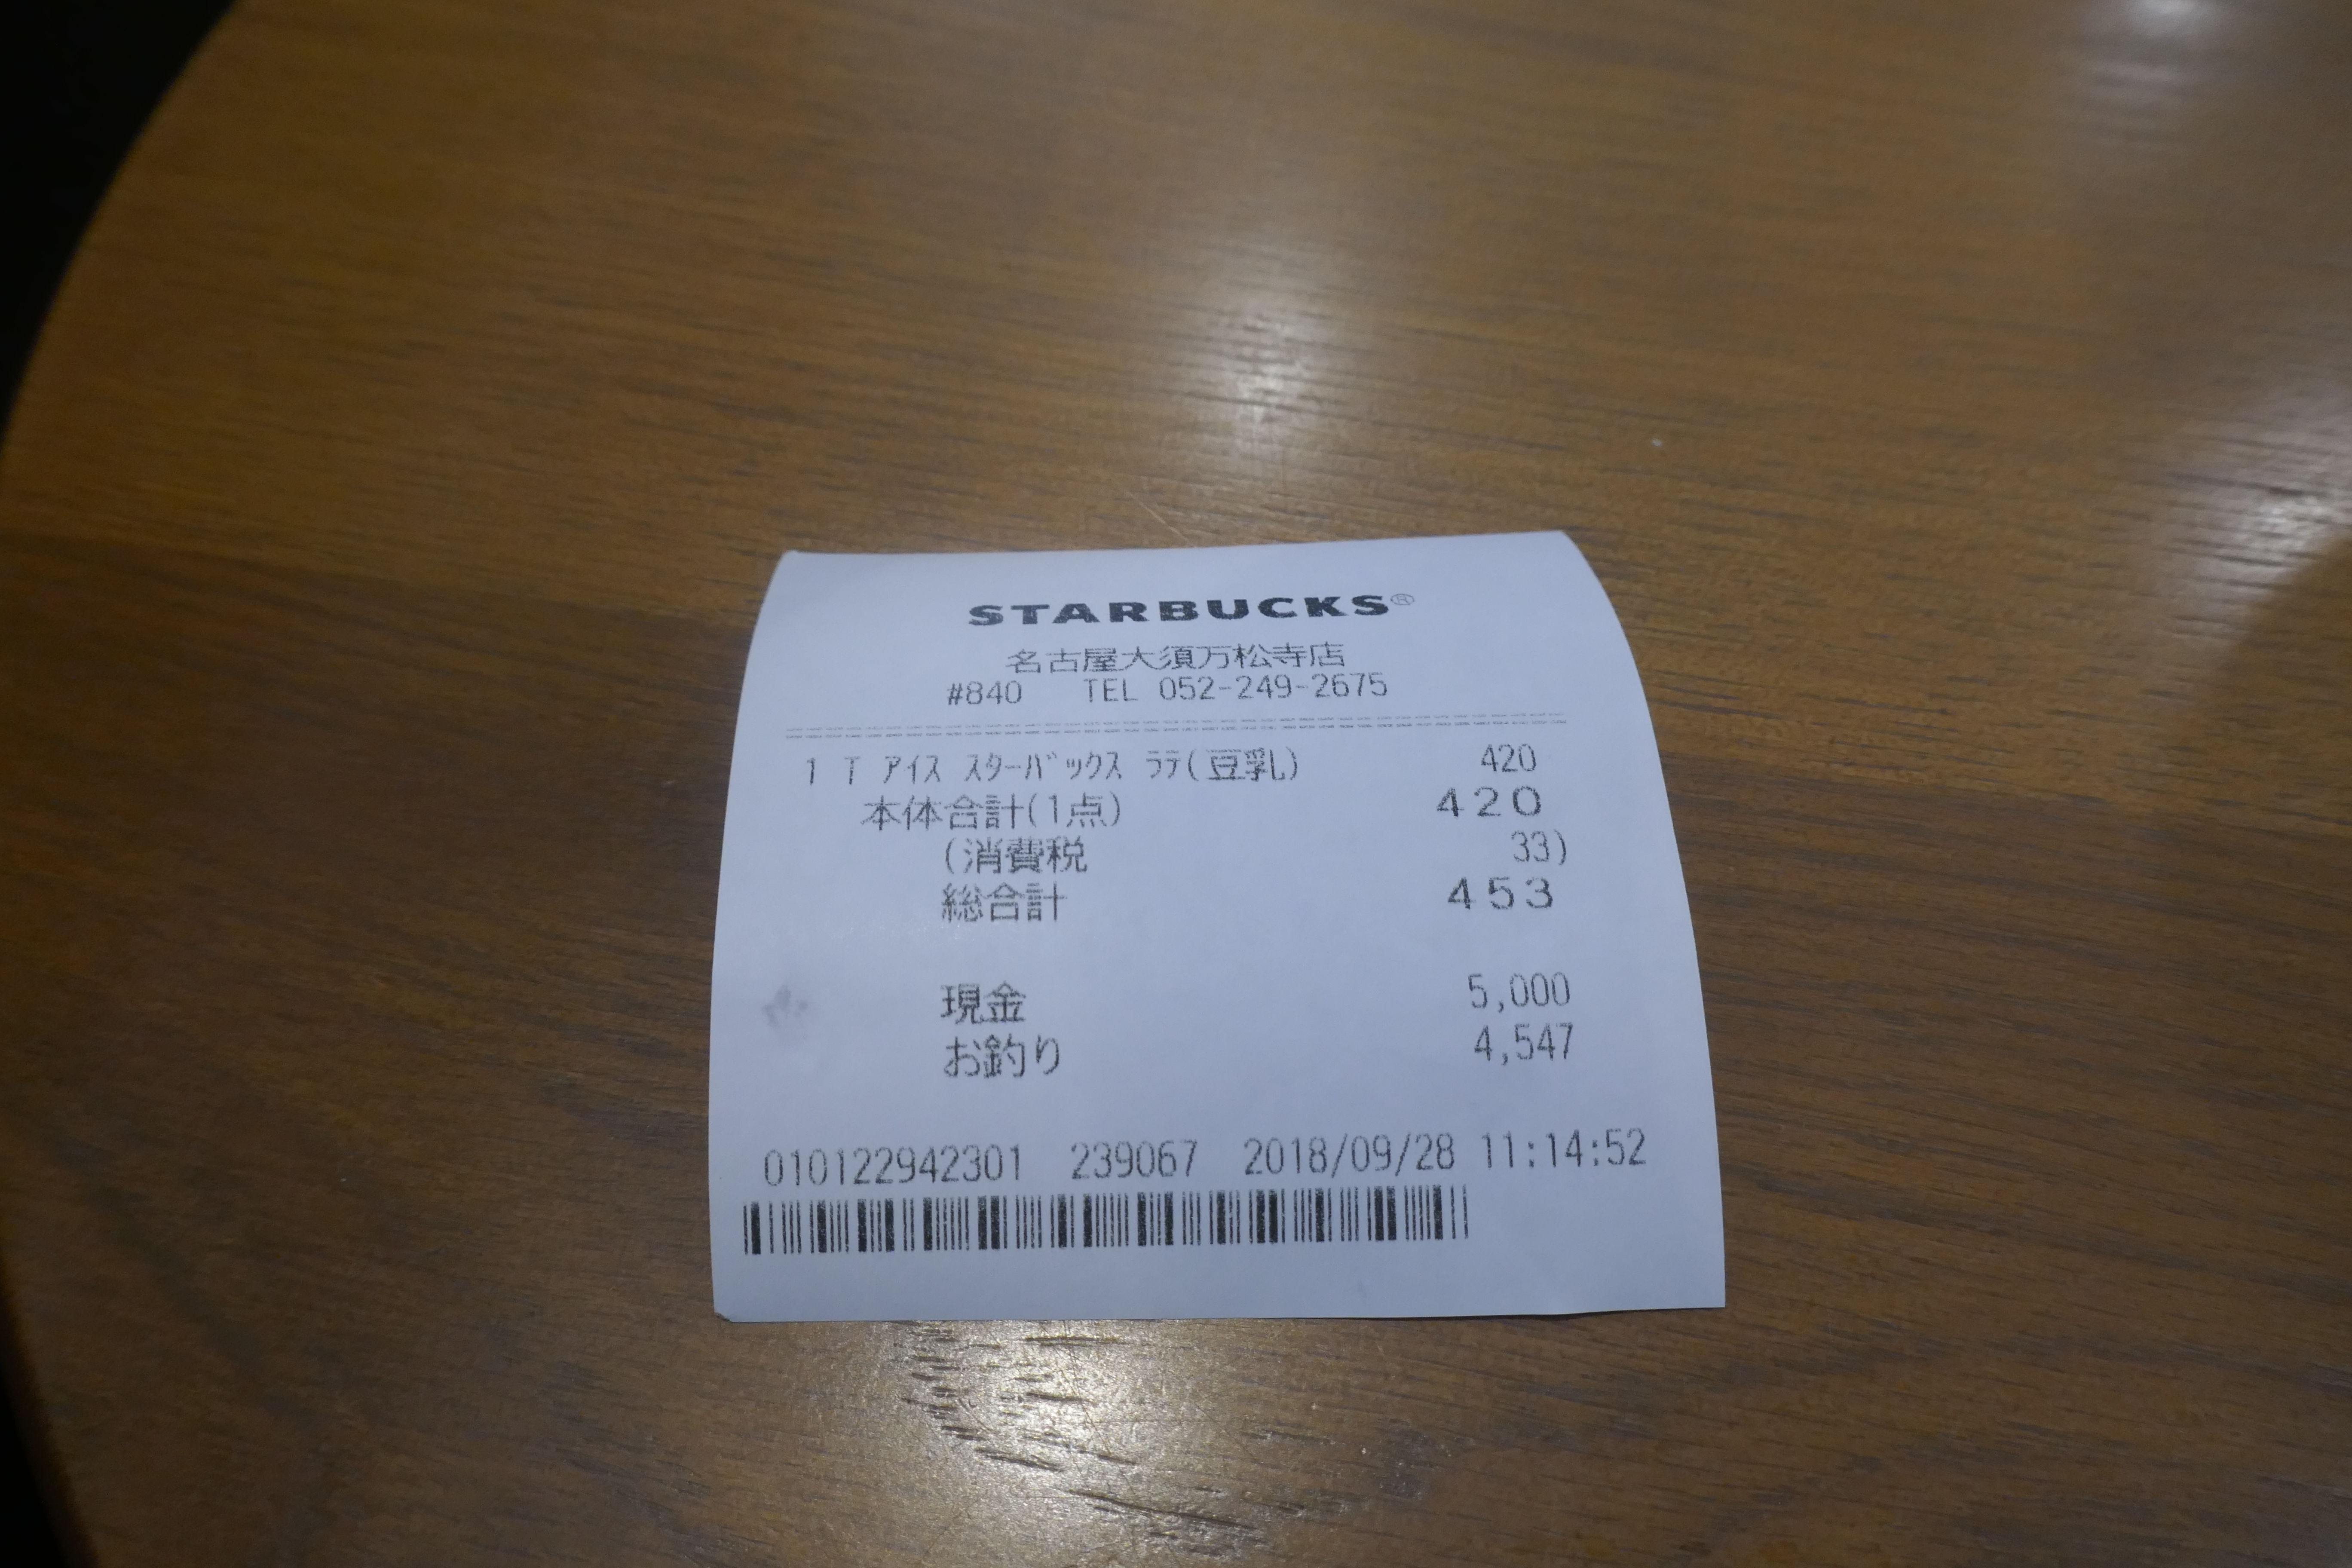 STARBUCKS®
名古屋大須万松寺店
#840 TEL 052-249-2675
1 T アイス スターバックス ラテ(豆乳) 420
本体合計(1点) 420
(消費税 33)
総合計 453
現金 5,000
お釣り 4,547
010122942301 239067 2018/09/28 11:14:52